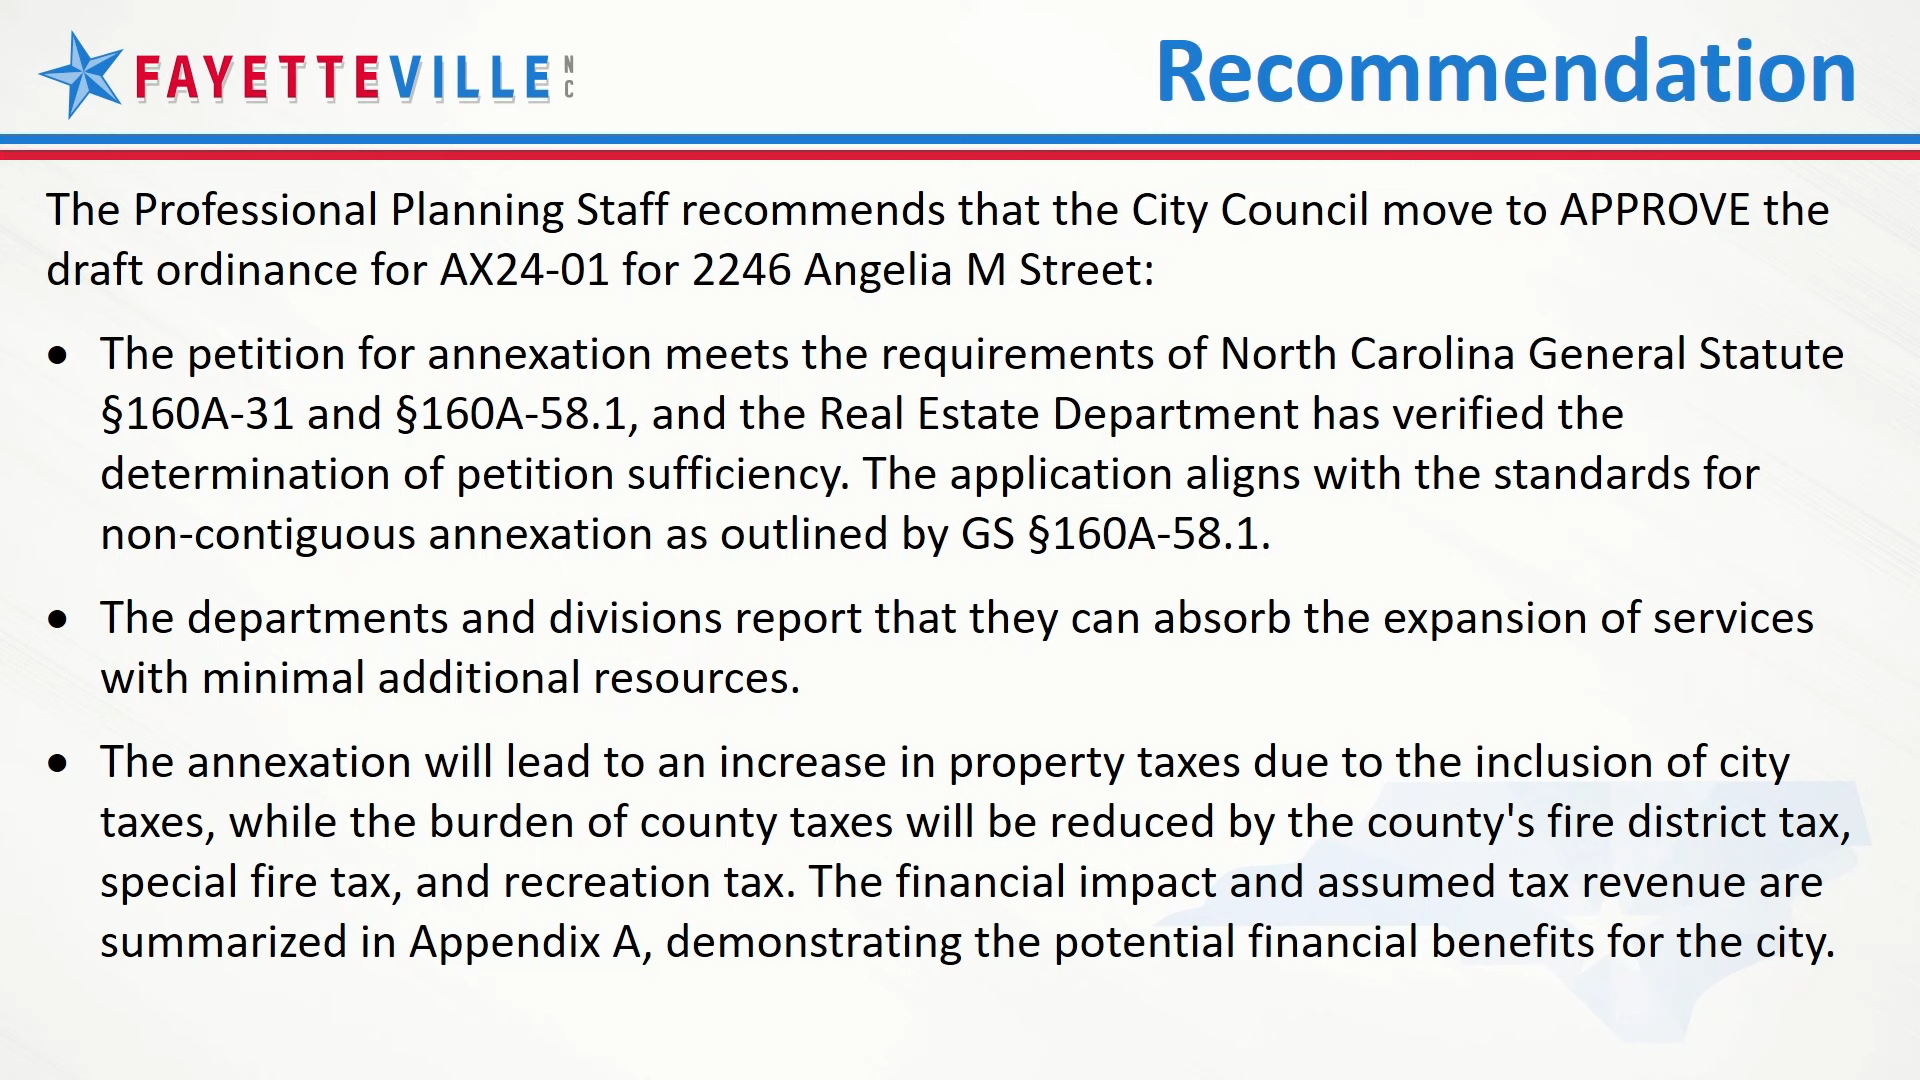 FAYETTEVILLE NC
Recommendation
The Professional Planning Staff recommends that the City Council move to APPROVE the
draft ordinance for AX24-01 for 2246 Angelia M Street:
• The petition for annexation meets the requirements of North Carolina General Statute
§160A-31 and §160A-58.1, and the Real Estate Department has verified the
determination of petition sufficiency. The application aligns with the standards for
non-contiguous annexation as outlined by GS §160A-58.1.
• The departments and divisions report that they can absorb the expansion of services
with minimal additional resources.
• The annexation will lead to an increase in property taxes due to the inclusion of city
taxes, while the burden of county taxes will be reduced by the county's fire district tax,
special fire tax, and recreation tax. The financial impact and assumed tax revenue are
summarized in Appendix A, demonstrating the potential financial benefits for the city.